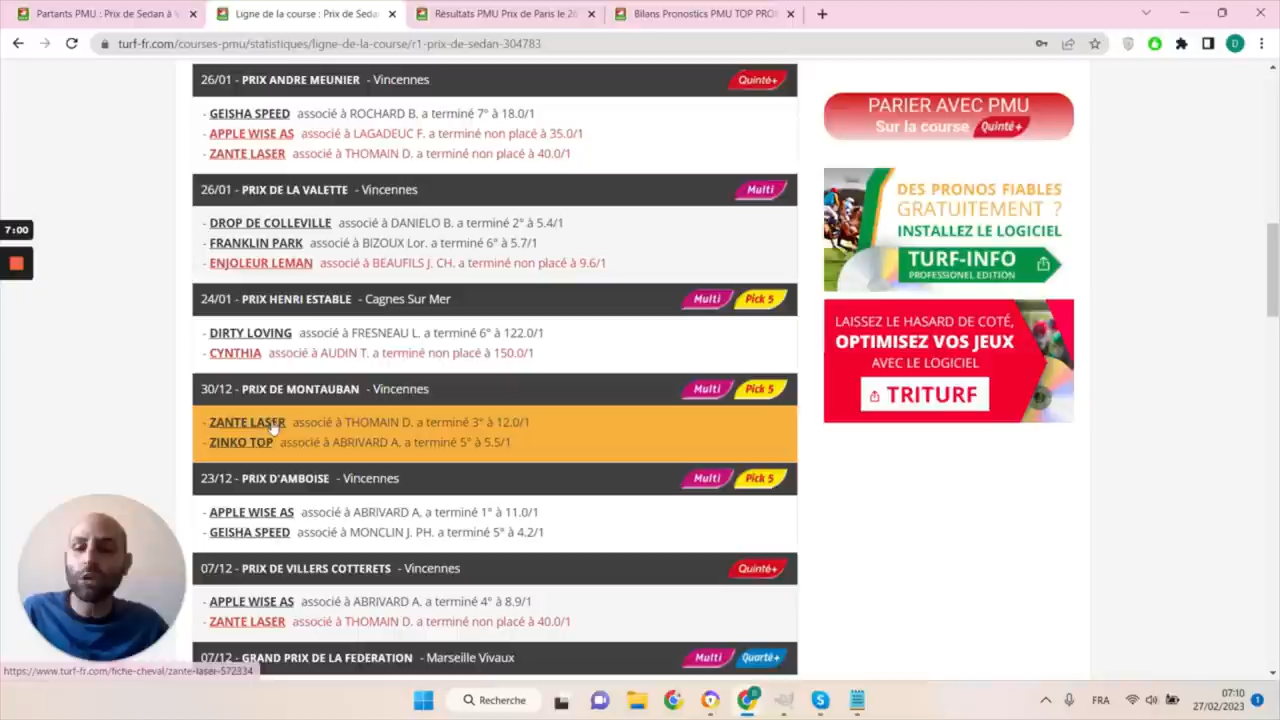 Partants PMU : Prix de Sedan à
Ligne de la course : Prix de Seda
Résultats PMU Prix de Paris le 26
Bilans Pronostics PMU TOP PRO
turf-fr.com/courses-pmu/statistiques/ligne-de-la-course/r1-prix-de-sedan-304783
D
26/01 - PRIX ANDRE MEUNIER - Vincennes Quinté+
- GEISHA SPEED associé à ROCHARD B. a terminé 7° à 18.0/1
- APPLE WISE AS associé à LAGADEUC F. a terminé non placé à 35.0/1
- ZANTE LASER associé à THOMAIN D. a terminé non placé à 40.0/1
26/01 - PRIX DE LA VALETTE - Vincennes Multi
- DROP DE COLLEVILLE associé à DANIELO B. a terminé 2° à 5.4/1
- FRANKLIN PARK associé à BIZOUX Lor. a terminé 6° à 5.7/1
- ENJOLEUR LEMAN associé à BEAUFILS J. CH. a terminé non placé à 9.6/1
24/01 - PRIX HENRI ESTABLE - Cagnes Sur Mer Multi Pick 5
- DIRTY LOVING associé à FRESNEAU L. a terminé 6° à 122.0/1
- CYNTHIA associé à AUDIN T. a terminé non placé à 150.0/1
30/12 - PRIX DE MONTAUBAN - Vincennes Multi Pick 5
- ZANTE LASER associé à THOMAIN D. a terminé 3° à 12.0/1
- ZINKO TOP associé à ABRIVARD A. a terminé 5° à 5.5/1
23/12 - PRIX D'AMBOISE - Vincennes Multi Pick 5
- APPLE WISE AS associé à ABRIVARD A. a terminé 1° à 11.0/1
- GEISHA SPEED associé à MONCLIN J. PH. a terminé 5° à 4.2/1
07/12 - PRIX DE VILLERS COTTERETS - Vincennes Quinté+
- APPLE WISE AS associé à ABRIVARD A. a terminé 4° à 8.9/1
- ZANTE LASER associé à THOMAIN D. a terminé non placé à 40.0/1
07/12 - GRAND PRIX DE LA FEDERATION - Marseille Vivaux Multi Quarté+
PARIER AVEC PMU
Sur la course Quinté+
DES PRONOS FIABLES
GRATUITEMENT ?
INSTALLEZ LE LOGICIEL
TURF-INFO
PROFESSIONEL EDITION
LAISSEZ LE HASARD DE COTÉ,
OPTIMISEZ VOS JEUX
AVEC LE LOGICIEL
TRITURF
7:00
https://www.turf-fr.com/fiche-cheval/zante-laser-572334
Recherche
FRA
07:10
27/02/2023
1